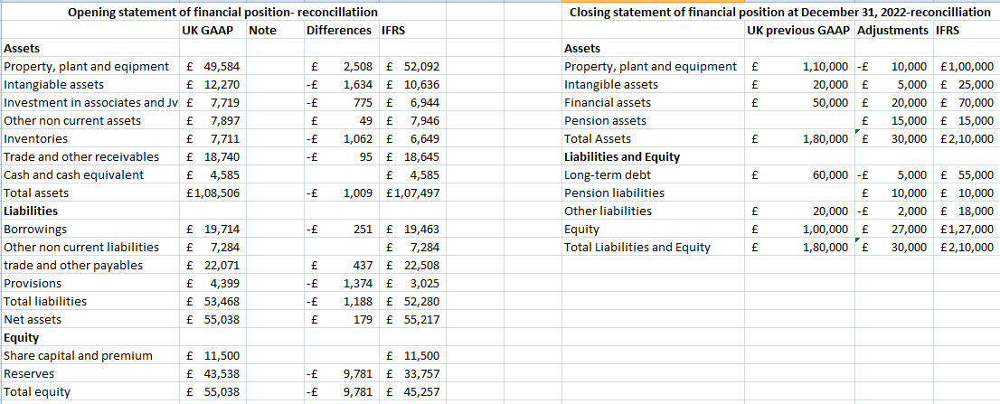 Opening statement of financial position- reconcillatiion
UK GAAP Note Differences IFRS
Assets
Property, plant and eqipment £ 49,584 £ 2,508 £ 52,092
Intangiable assets £ 12,270 -£ 1,634 £ 10,636
Investment in associates and Jv £ 7,719 -£ 775 £ 6,944
Other non current assets £ 7,897 £ 49 £ 7,946
Inventories £ 7,711 -£ 1,062 £ 6,649
Trade and other receivables £ 18,740 -£ 95 £ 18,645
Cash and cash equivalent £ 4,585 £ 4,585
Total assets £1,08,506 -£ 1,009 £1,07,497
Liabilities
Borrowings £ 19,714 -£ 251 £ 19,463
Other non current liabilities £ 7,284 £ 7,284
trade and other payables £ 22,071 £ 437 £ 22,508
Provisions £ 4,399 -£ 1,374 £ 3,025
Total liabilities £ 53,468 -£ 1,188 £ 52,280
Net assets £ 55,038 £ 179 £ 55,217
Equity
Share capital and premium £ 11,500 £ 11,500
Reserves £ 43,538 -£ 9,781 £ 33,757
Total equity £ 55,038 -£ 9,781 £ 45,257
Closing statement of financial position at December 31, 2022-reconcilliation
UK previous GAAP Adjustments IFRS
Assets
Property, plant and equipment £ 1,10,000 -£ 10,000 £1,00,000
Intangible assets £ 20,000 £ 5,000 £ 25,000
Financial assets £ 50,000 £ 20,000 £ 70,000
Pension assets £ 15,000 £ 15,000
Total Assets £ 1,80,000 £ 30,000 £2,10,000
Liabilities and Equity
Long-term debt £ 60,000 -£ 5,000 £ 55,000
Pension liabilities £ 10,000 £ 10,000
Other liabilities £ 20,000 -£ 2,000 £ 18,000
Equity £ 1,00,000 £ 27,000 £1,27,000
Total Liabilities and Equity £ 1,80,000 £ 30,000 £2,10,000